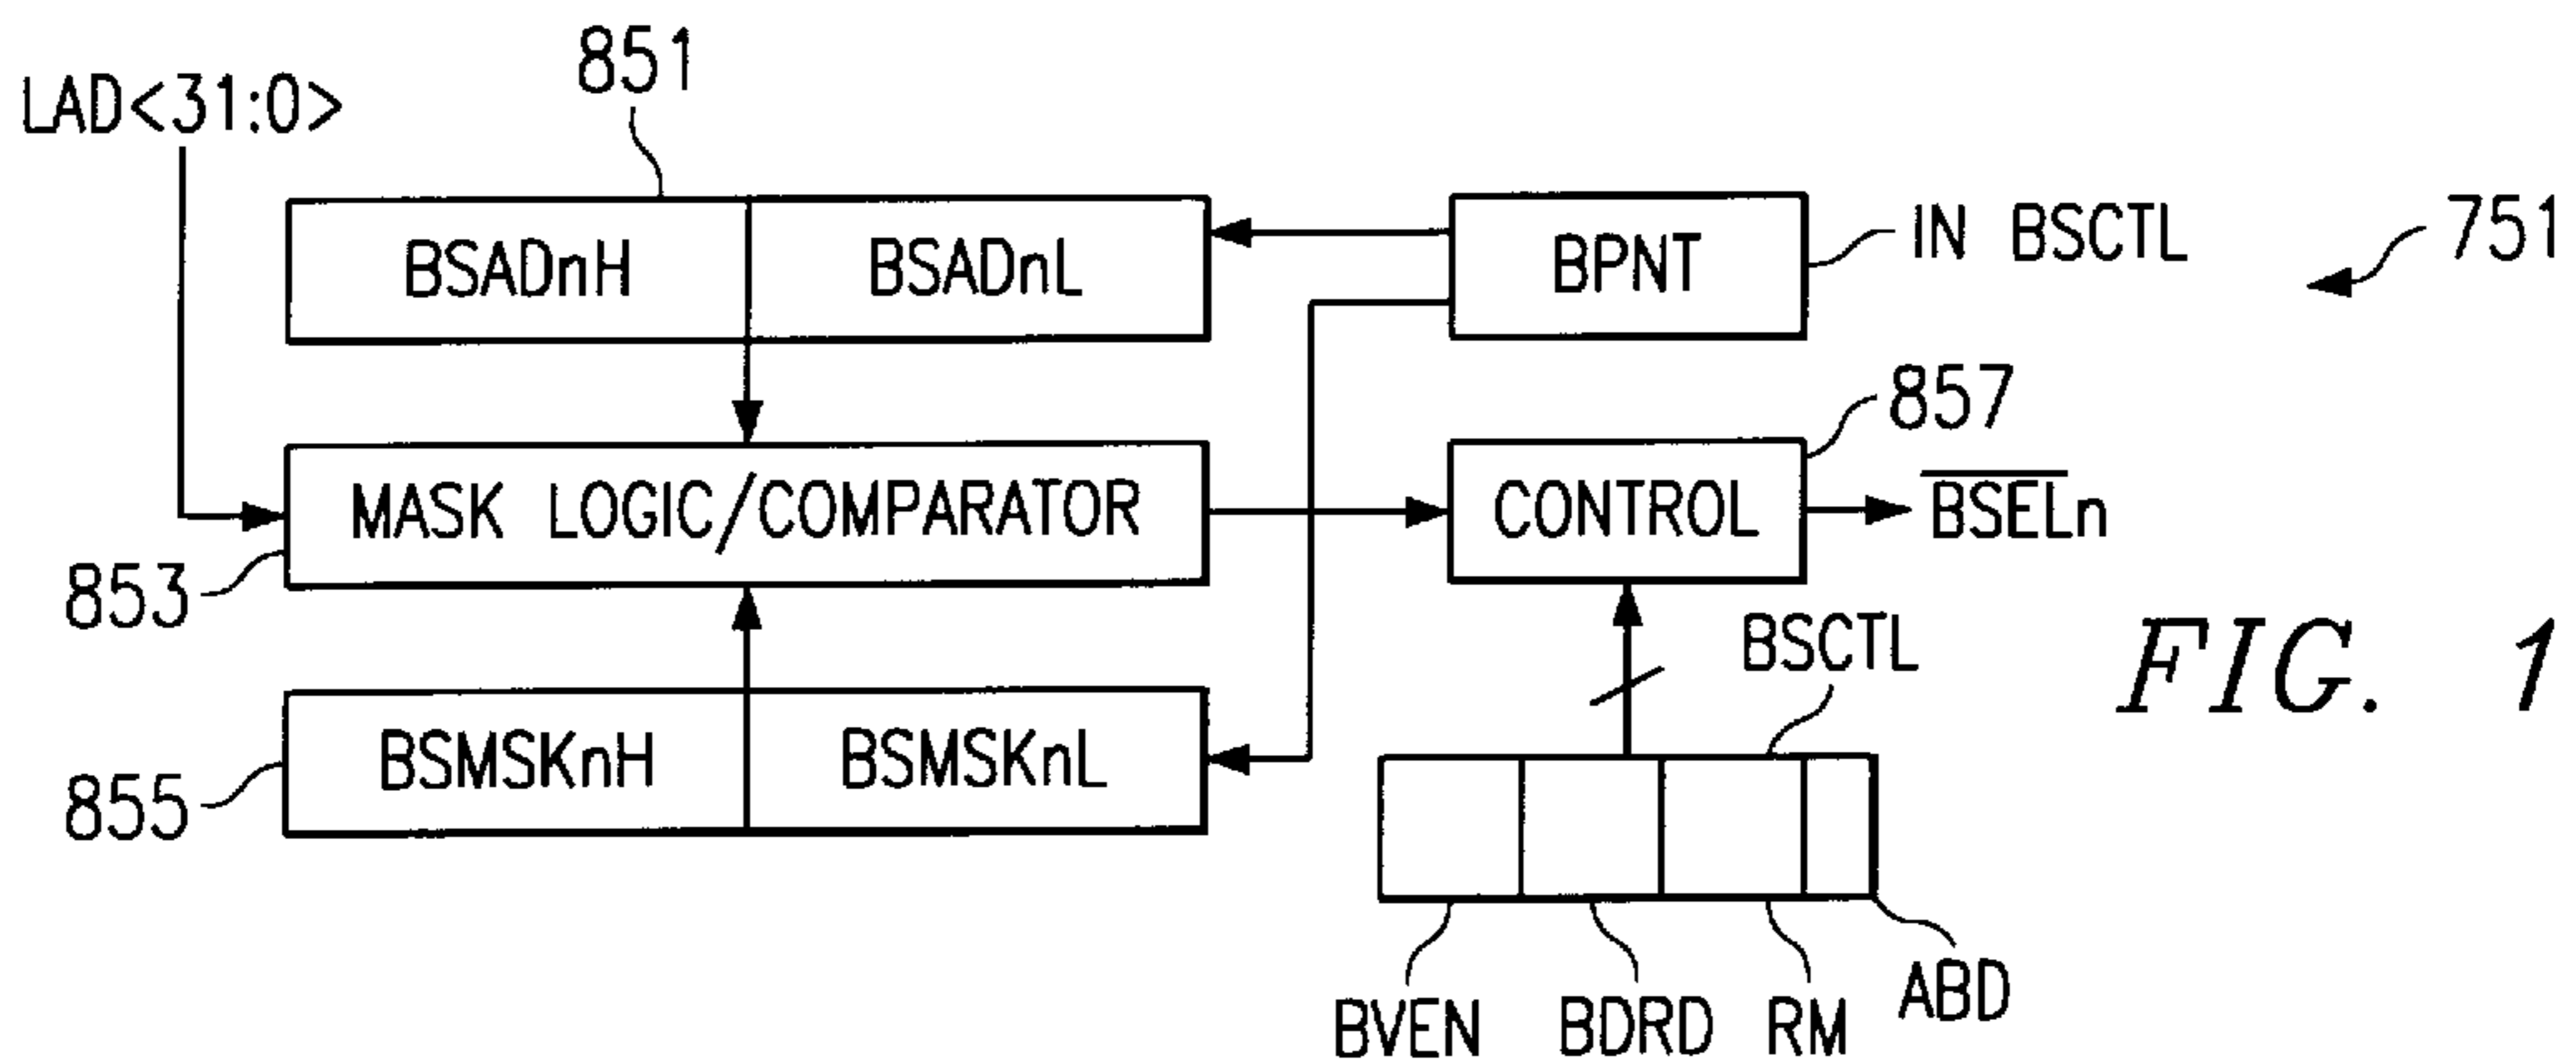 851
LAD<31:0>
BSADnH
BSADnL
BPNT
IN BSCTL
751
857
MASK LOGIC/COMPARATOR
CONTROL
BSELn
853
BSCTL
FIG. 1
BSMSKnH
BSMSKnL
855
BVEN
BDRD
RM
ABD